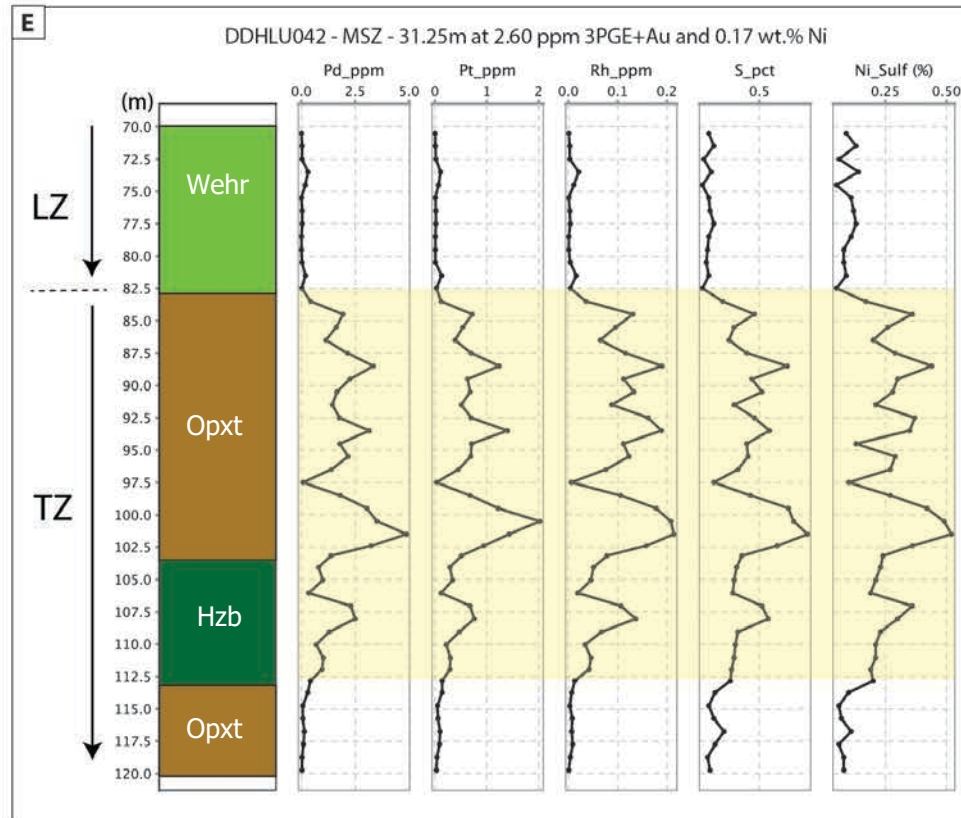 E
DDHLU042 - MSZ - 31.25m at 2.60 ppm 3PGE+Au and 0.17 wt.% Ni
Pd_ppm Pt_ppm Rh_ppm S_pct Ni_Sulf (%)
(m) 0.0 2.5 5.0 0 1 2 0.0 0.1 0.2 0.5 0.25 0.50
70.0
72.5
Wehr
75.0
LZ
77.5
80.0
82.5
85.0
87.5
90.0
92.5
Opxt
95.0
97.5
TZ
100.0
102.5
105.0
Hzb
107.5
110.0
112.5
115.0
Opxt
117.5
120.0